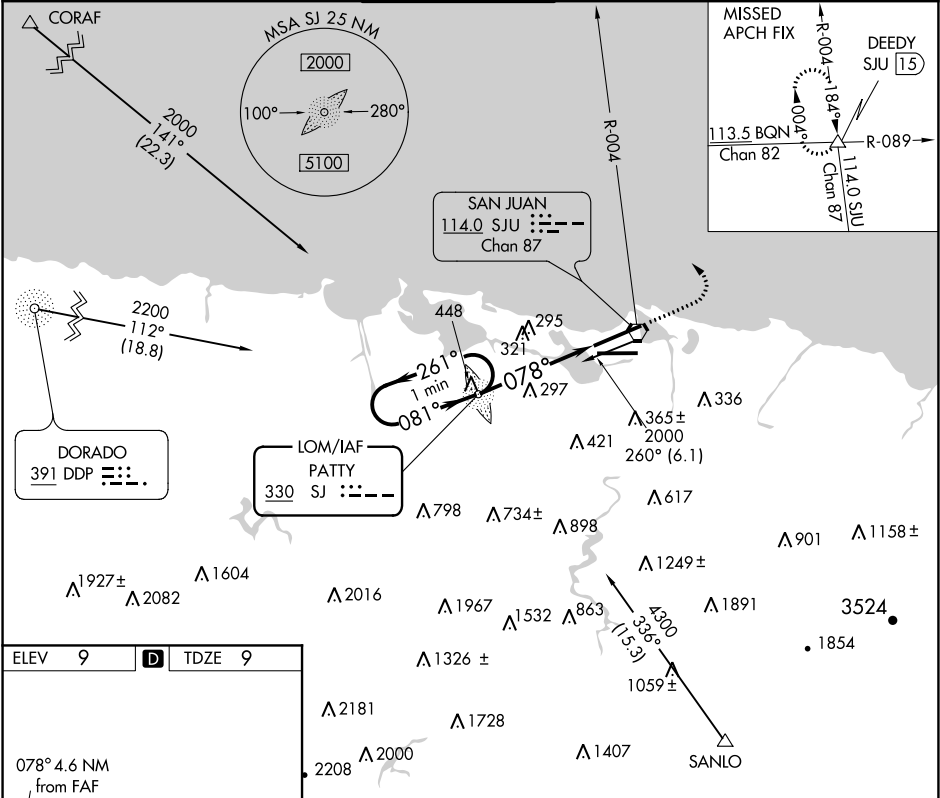 CORAF
2000
141°
(22.3)
MSA SJ 25 NM
2000
100°
280°
5100
R-004
MISSED
APCH FIX
R-004
184°
004°
DEEDY
SJU 15
113.5 BQN
Chan 82
R-089
114.0 SJU
Chan 87
SAN JUAN
114.0 SJU
Chan 87
2200
112°
(18.8)
448
295
321
261°
1 min
081°
078°
297
336
365±
2000
260° (6.1)
421
DORADO
391 DDP
LOM/IAF
PATTY
330 SJ
617
798
734±
898
901
1158±
1249±
1927±
1604
2082
2016
1967
1532
863
1891
3524
4300
336°
(15.3)
1854
1326 ±
1059±
ELEV 9 D TDZE 9
2181
1728
2000
1407
SANLO
2208
078° 4.6 NM
from FAF